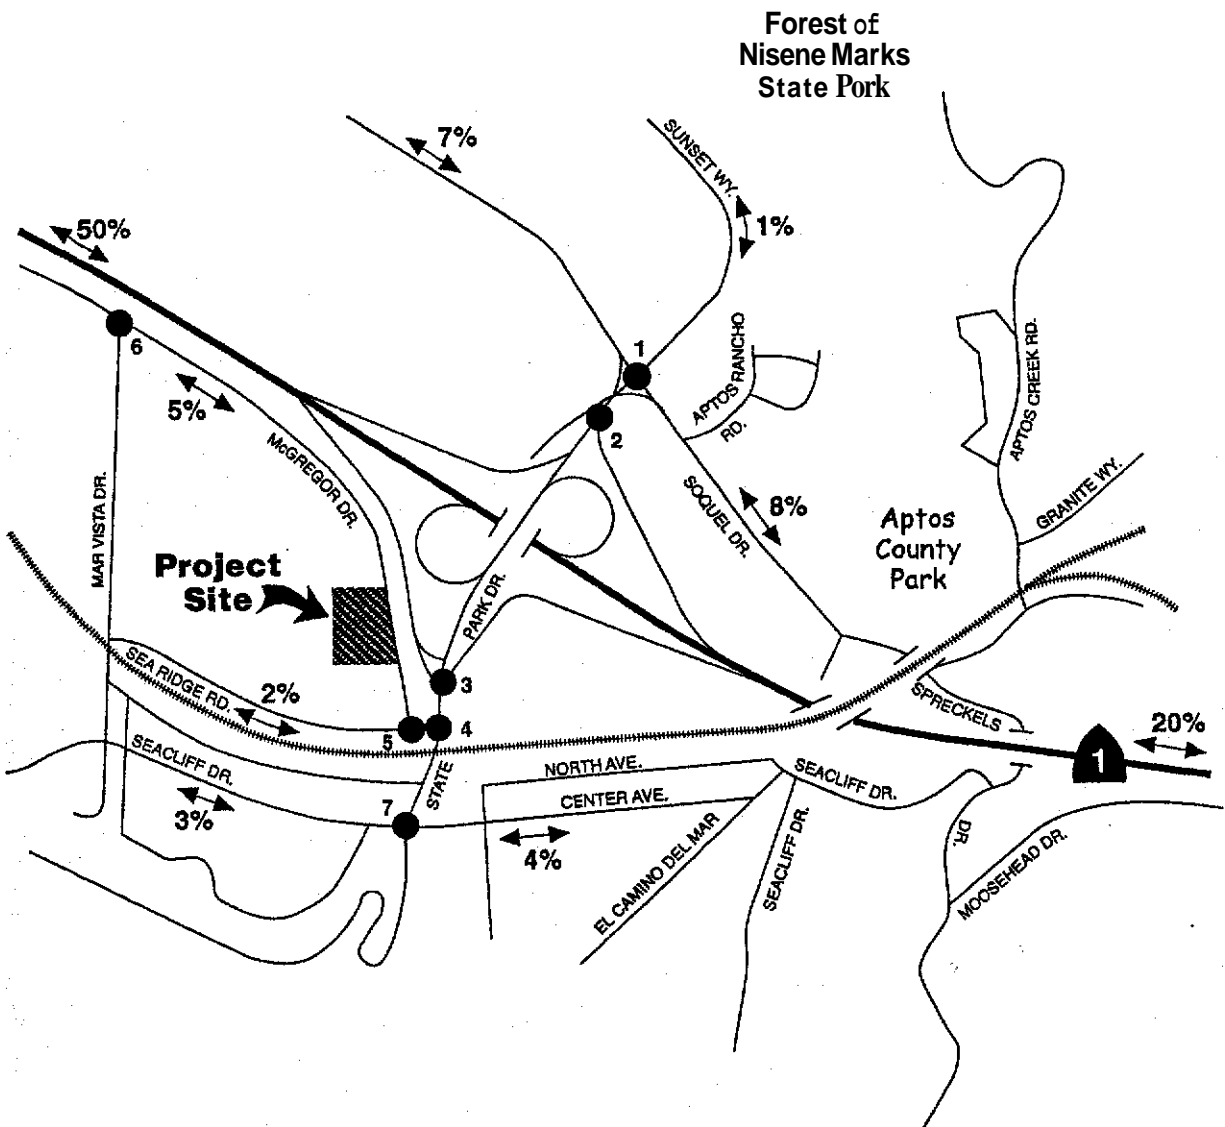 Forest of
Nisene Marks
State Pork
7%
SUNSET WY.
50%
1%
6
1
APTOS RANCHO
RD.
APTOS CREEK RD.
5%
2
McGREGOR DR.
MAR VISTA DR.
SOQUEL DR.
8%
GRANITE WY.
Aptos
County
Park
Project
Site
PARK DR.
3
SEA RIDGE RD.
2%
5
4
SPRECKELS
20%
1
SEACLIFF DR.
STATE
NORTH AVE.
SEACLIFF DR.
CENTER AVE.
3%
7
4%
EL CAMINO DEL MAR
SEACLIFF DR.
DR.
MOOSEHEAD DR.